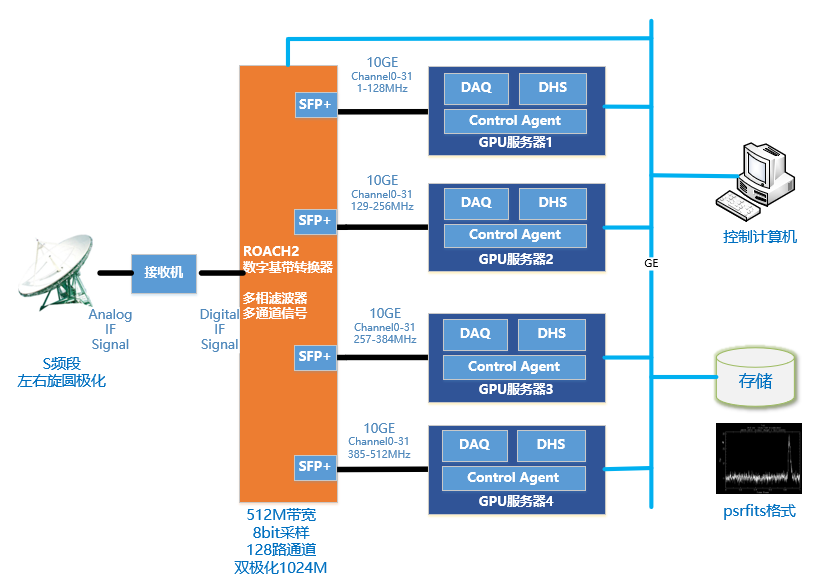 10GE
Channel0-31
1-128MHz
DAQ
DHS
Control Agent
GPU服务器1
SFP+
10GE
Channel0-31
129-256MHz
DAQ
DHS
Control Agent
GPU服务器2
SFP+
控制计算机
GE
ROACH2
数字基带转换器
多相滤波器
多通道信号
接收机
Analog
IF
Signal
Digital
IF
Signal
S频段
左右旋圆极化
10GE
Channel0-31
257-384MHz
DAQ
DHS
Control Agent
GPU服务器3
SFP+
存储
10GE
Channel0-31
385-512MHz
DAQ
DHS
Control Agent
GPU服务器4
SFP+
psrfits格式
512M带宽
8bit采样
128路通道
双极化1024M